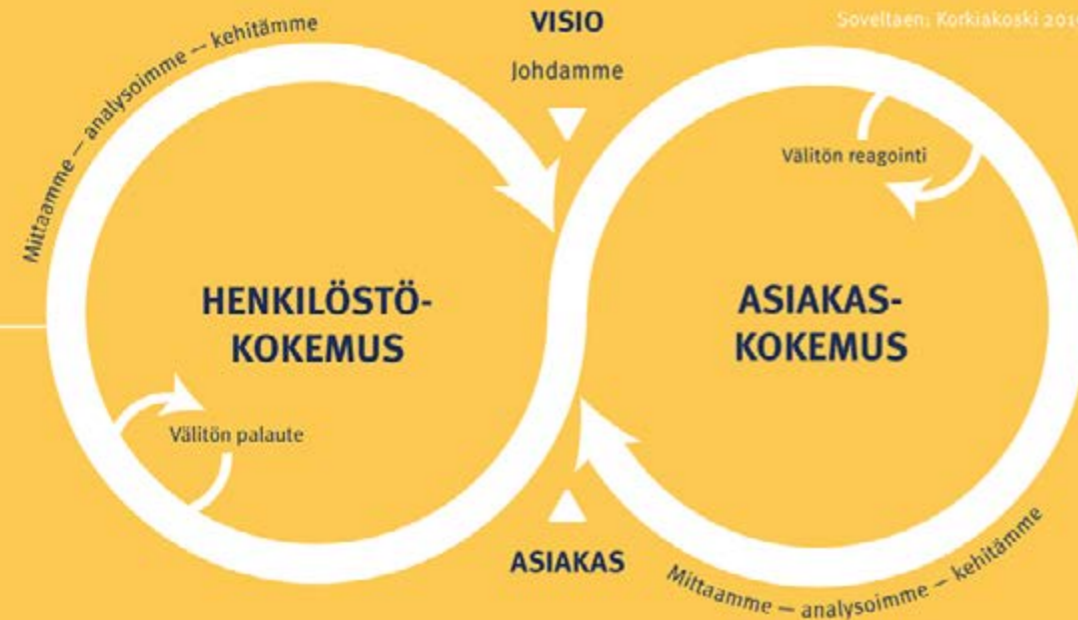 VISIO
Johdamme
Soveltaen: Korkiakoski
Mittaamme — analysoimme — kehitämme
Välitön reagointi
HENKILÖSTÖ-
KOKEMUS
ASIAKAS-
KOKEMUS
Välitön palaute
ASIAKAS
Mittaamme — analysoimme — kehitämme